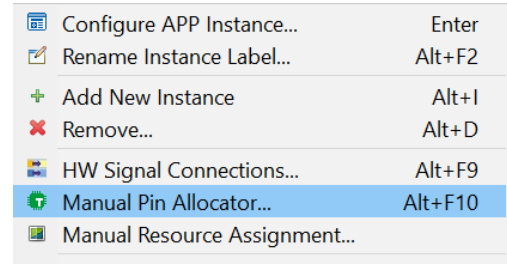 Configure APP Instance... Enter
Rename Instance Label... Alt+F2
Add New Instance Alt+I
Remove... Alt+D
HW Signal Connections... Alt+F9
Manual Pin Allocator... Alt+F10
Manual Resource Assignment...